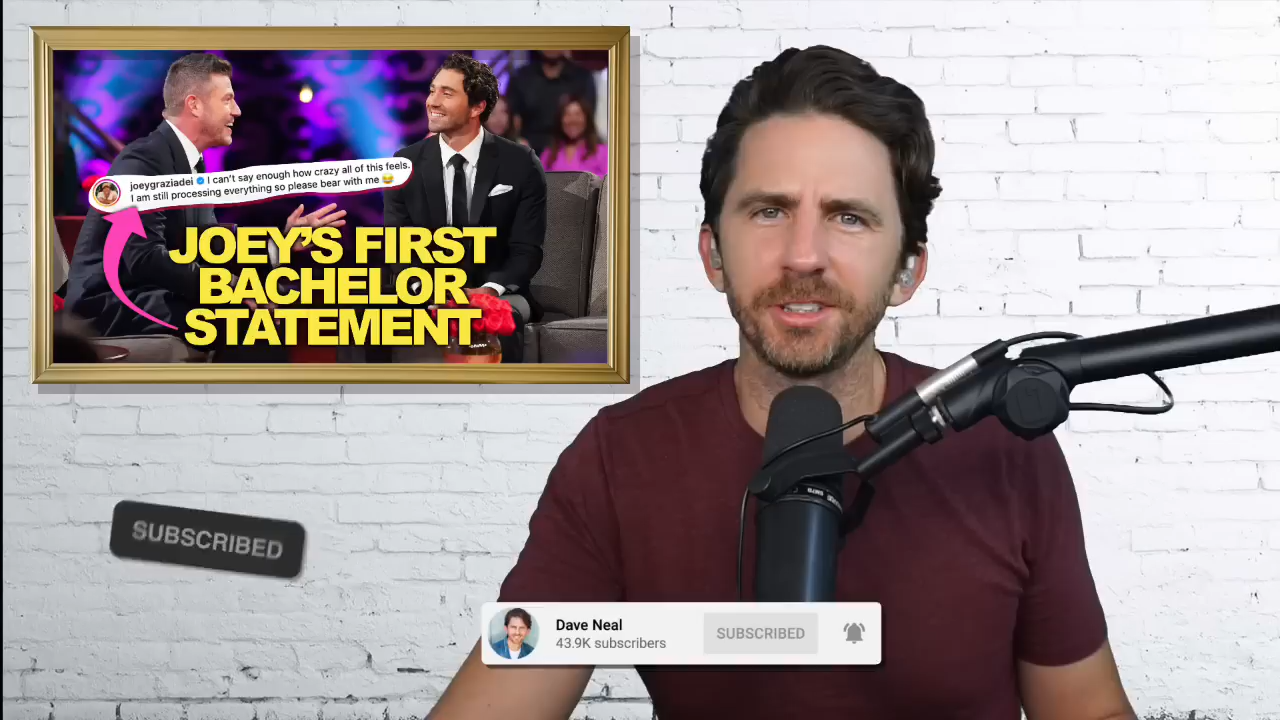 joeygraziadei I can't say enough how crazy all of this feels.
I am still processing everything so please bear with me 😂
JOEY'S FIRST
BACHELOR
STATEMENT
SUBSCRIBED
Dave Neal
43.9K subscribers
SUBSCRIBED